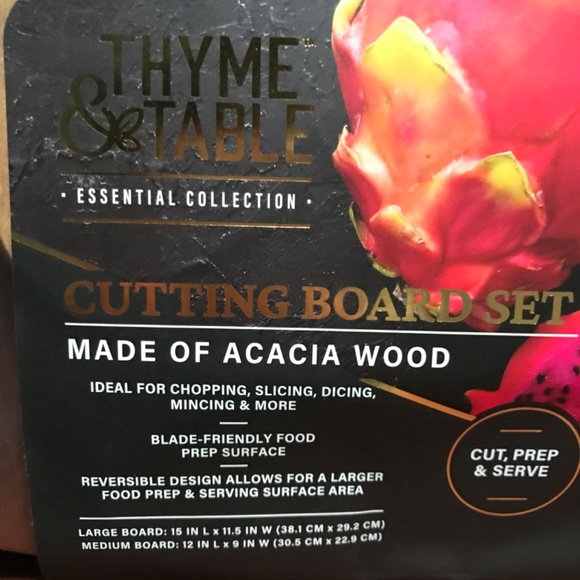 THYME™
& TABLE
• ESSENTIAL COLLECTION •
CUTTING BOARD SET
MADE OF ACACIA WOOD
IDEAL FOR CHOPPING, SLICING, DICING,
MINCING & MORE
BLADE-FRIENDLY FOOD
PREP SURFACE
REVERSIBLE DESIGN ALLOWS FOR A LARGER
FOOD PREP & SERVING SURFACE AREA
CUT, PREP
& SERVE
LARGE BOARD: 15 IN L x 11.5 IN W (38.1 CM x 29.2 CM)
MEDIUM BOARD: 12 IN L x 9 IN W (30.5 CM x 22.9 CM)